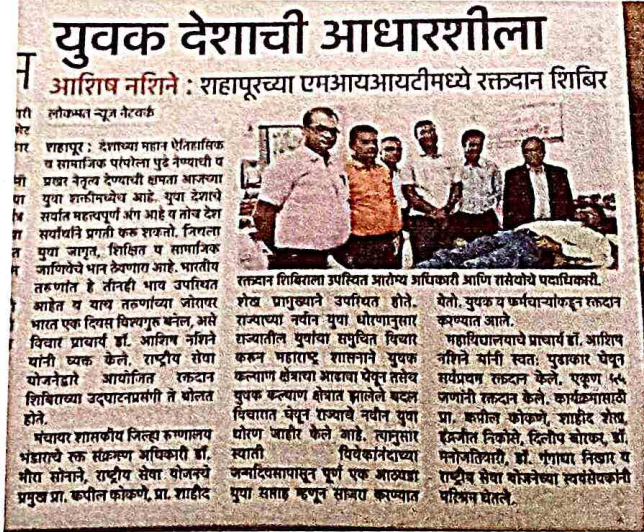 युवक देशाची आधारशीला
आशिष नशिने : शहापूरच्या एमआयआयटीमध्ये रक्तदान शिबिर
लोकमत न्यूज नेटवर्क
शहापूर : देशाच्या महान ऐतिहासिक
व सामाजिक परंपरेला पुढे नेण्याची व
प्रखर नेतृत्व देण्याची क्षमता आजच्या
युवा शक्तीमध्येच आहे. युवा देशाचे
सर्वात महत्त्वपूर्ण अंग आहे व तोच देश
सर्वार्थाने प्रगती करू शकतो. जिथला
युवा जागृत, शिक्षित व सामाजिक
जाणिवेचे भान ठेवणारा आहे. भारतीय
तरुणांत हे तिनही भाव उपस्थित
आहेत व याच तरुणांच्या जोरावर
भारत एक दिवस विश्वगुरु बनेल, असे
विचार प्राचार्य डॉ. आशिष नशिने
यांनी व्यक्त केले. राष्ट्रीय सेवा
योजनेद्वारे आयोजित रक्तदान
शिबिराच्या उद्घाटनप्रसंगी ते बोलत
होते.
मंचावर शासकीय जिल्हा रुग्णालय
भंडाराचे रक्त संक्रमण अधिकारी डॉ.
मीरा सोनाने, राष्ट्रीय सेवा योजनेचे
प्रमुख प्रा. कपील कोकणे, प्रा. शाहीद
रक्तदान शिबिराला उपस्थित आरोग्य अधिकारी आणि रासेयोचे पदाधिकारी.
शेख प्रामुख्याने उपस्थित होते.
राज्याच्या नवीन युवा धोरणानुसार
राज्यातील युवांचा समुचित विचार
करून महाराष्ट्र शासनाने युवक
कल्याण क्षेत्राचा आढावा घेवून तसेच
युवक कल्याण क्षेत्रात झालेले बदल
विचारात घेवून राज्याचे नवीन युवा
धोरण जाहीर केले आहे. त्यानुसार
स्वामी विवेकानंदाच्या
जन्मदिवसापासून पूर्ण एक आठवडा
युवा सप्ताह म्हणून साजरा करण्यात
येतो. युवक व कर्मचाऱ्यांकडून रक्तदान
करण्यात आले.
महाविद्यालयाचे प्राचार्य डॉ. आशिष
नशिने यांनी स्वतः पुढाकार घेवून
सर्वप्रथम रक्तदान केले. एकूण ५५
जणांनी रक्तदान केले. कार्यक्रमासाठी
प्रा. कपील कोकणे, शाहीद शेख,
इंद्रजीत निकोसे, दिलीप बोरकर, डॉ.
मनोजतिवारी, डॉ. गंगाधर निखार व
राष्ट्रीय सेवा योजनेच्या स्वयंसेवकांनी
परिश्रम घेतले.